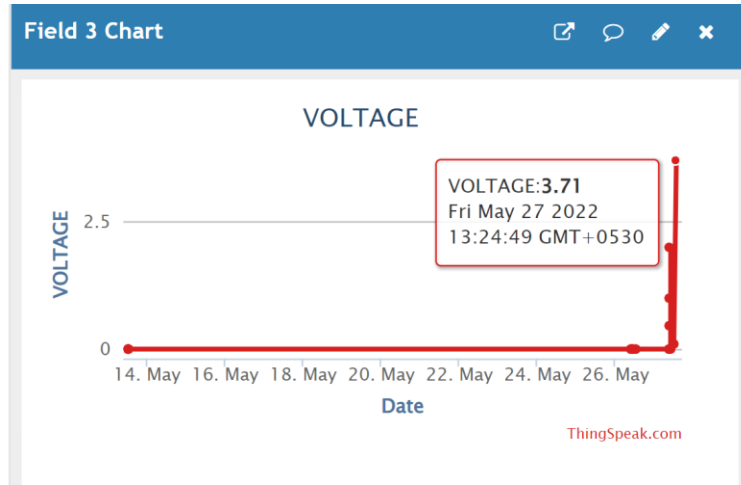 Field 3 Chart
VOLTAGE
VOLTAGE:3.71
Fri May 27 2022
13:24:49 GMT+0530
VOLTAGE
2.5
0
14. May 16. May 18. May 20. May 22. May 24. May 26. May
Date
ThingSpeak.com